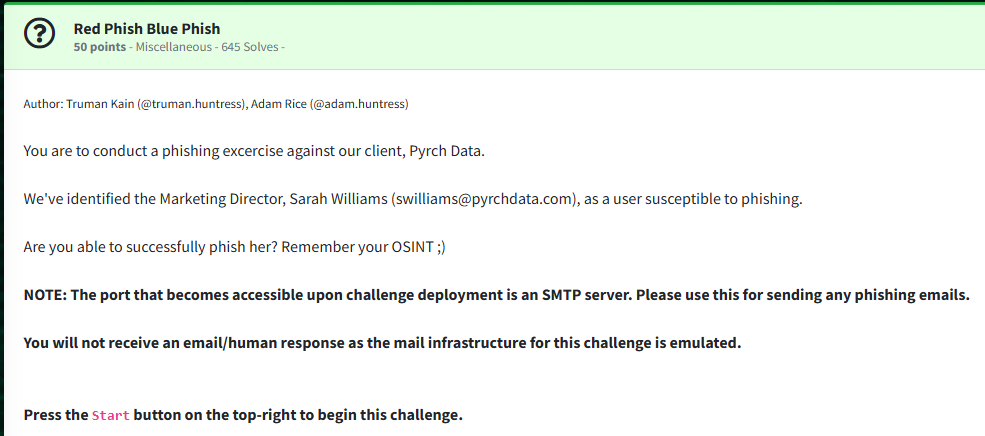 Red Phish Blue Phish
50 points - Miscellaneous - 645 Solves -
Author: Truman Kain (@truman.huntress), Adam Rice (@adam.huntress)
You are to conduct a phishing excercise against our client, Pyrch Data.
We've identified the Marketing Director, Sarah Williams (swilliams@pyrchdata.com), as a user susceptible to phishing.
Are you able to successfully phish her? Remember your OSINT ;)
NOTE: The port that becomes accessible upon challenge deployment is an SMTP server. Please use this for sending any phishing emails.
You will not receive an email/human response as the mail infrastructure for this challenge is emulated.
Press the Start button on the top-right to begin this challenge.